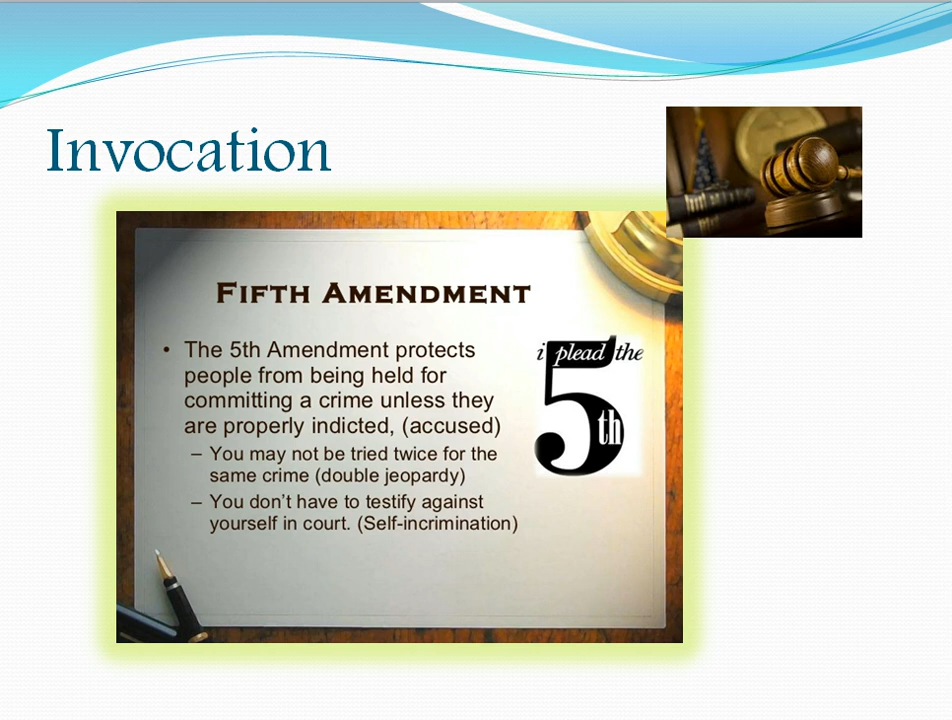 Invocation
FIFTH AMENDMENT
• The 5th Amendment protects
people from being held for
committing a crime unless they
are properly indicted, (accused)
– You may not be tried twice for the
same crime (double jeopardy)
– You don’t have to testify against
yourself in court. (Self-incrimination)
i plead the
5th